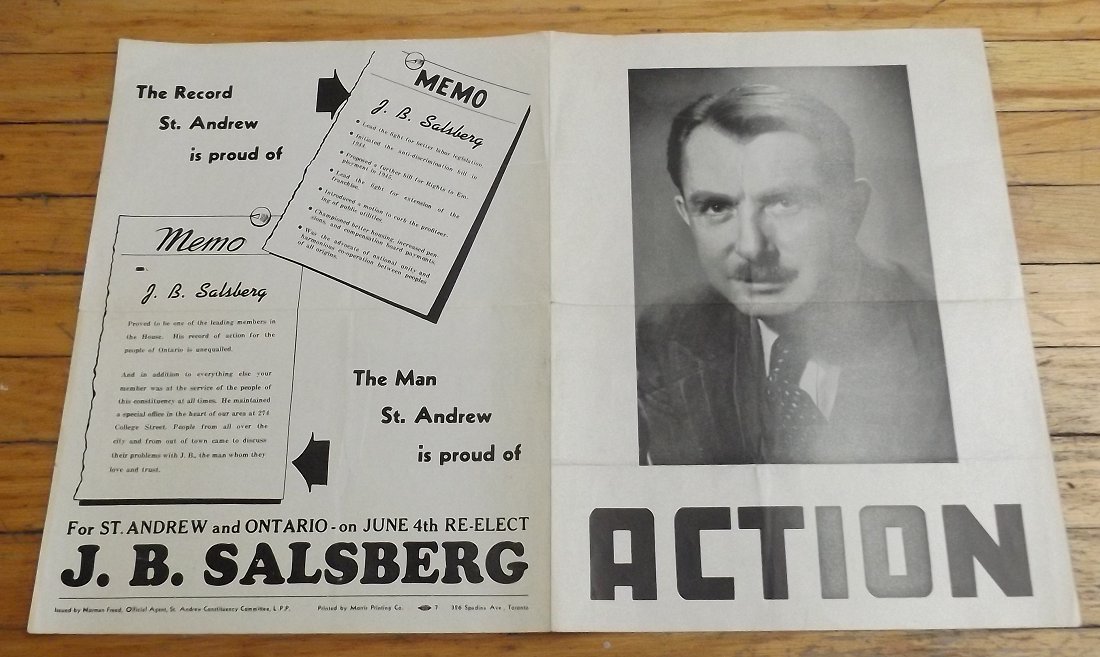 The Record
St. Andrew
is proud of
MEMO
J. B. Salsberg
• Lead the fight for better labor legislation.
• Initiated the anti-discrimination bill in
1944.
• Proposed a further bill for Rights to Em-
ployment in 1945.
• Lead the fight for extension of the
franchise.
• Introduced a motion to curb the profiteer-
ing of public utilities.
• Championed better housing, increased pen-
sions, and compensation board payments.
• Was the advocate of national unity and
harmonious co-operation between peoples
of all origins.
Memo
J. B. Salsberg
Proved to be one of the leading members in
the House. His record of action for the
people of Ontario is unequalled.
And in addition to everything else your
member was at the service of the people of
this constituency at all times. He maintained
a special office in the heart of our area at 274
College Street. People from all over the
city and from out of town came to discuss
their problems with J. B., the man whom they
love and trust.
The Man
St. Andrew
is proud of
For ST. ANDREW and ONTARIO - on JUNE 4th RE-ELECT
J. B. SALSBERG
Issued by Norman Freed, Official Agent, St. Andrew Constituency Committee, L.P.P. Printed by Morris Printing Co. 7 326 Spadina Ave., Toronto
ACTION